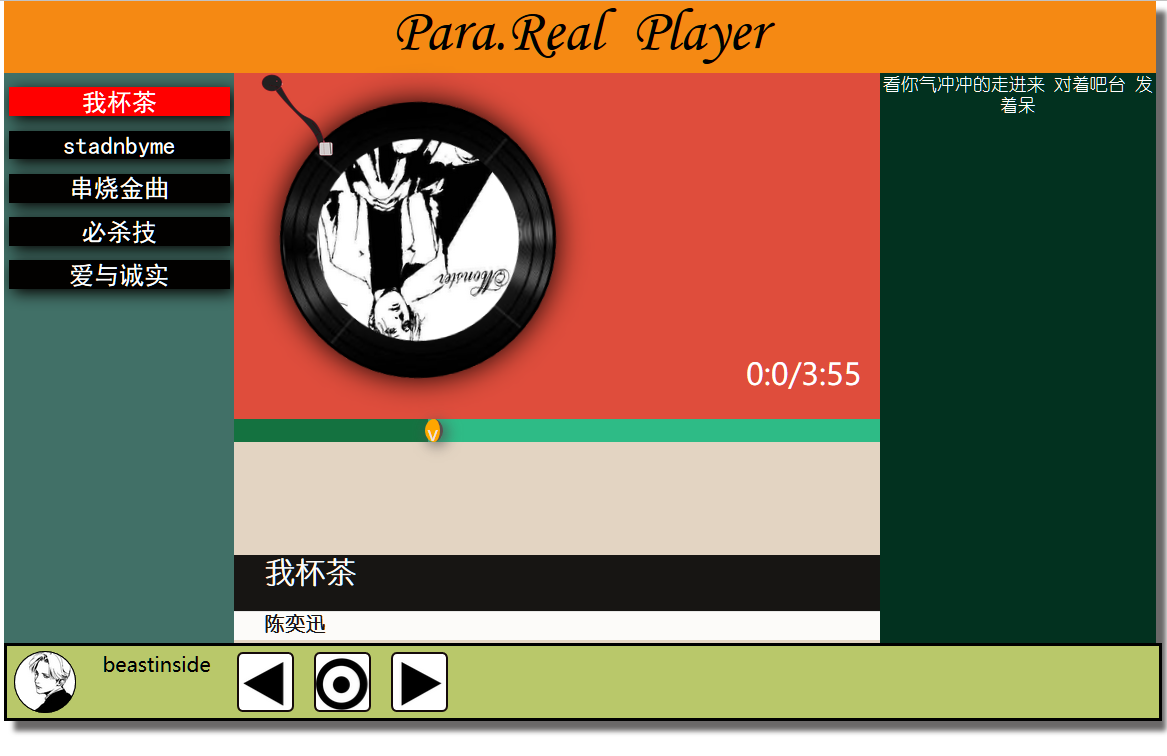 Para.Real Player
我杯茶
stadnbyme
串烧金曲
必杀技
爱与诚实
Monster
0:0/3:55
V
看你气冲冲的走进来 对着吧台 发
着呆
我杯茶
陈奕迅
beastinside